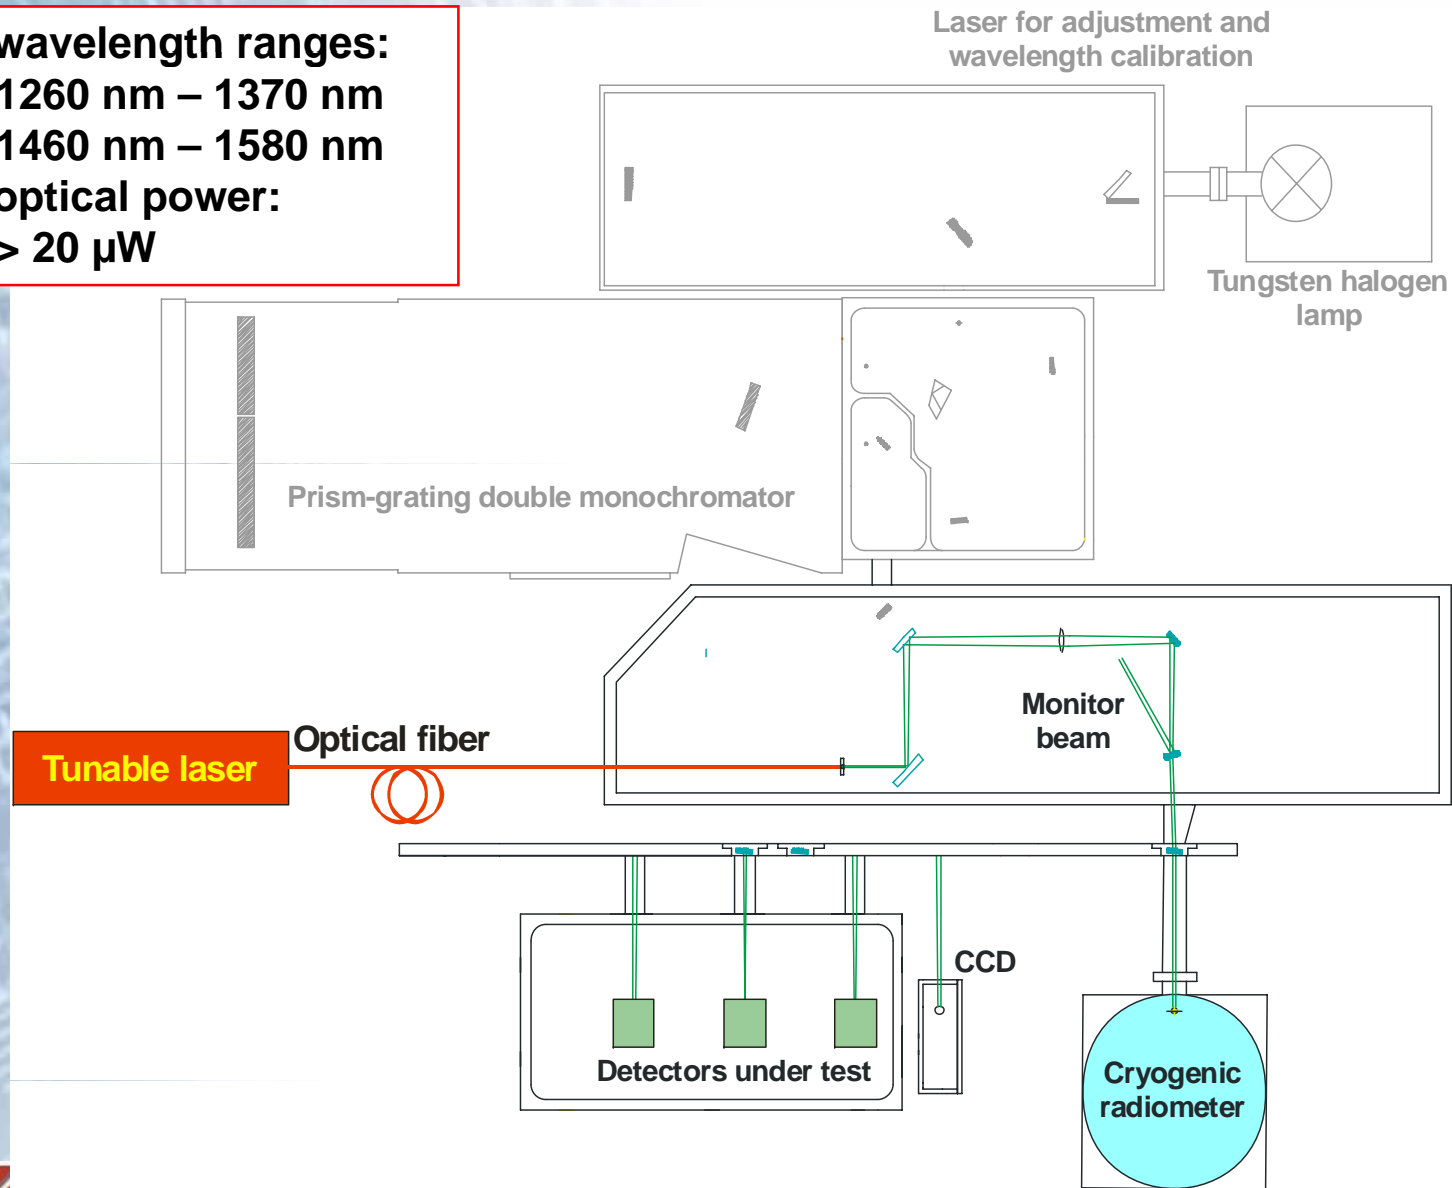 wavelength ranges:
1260 nm – 1370 nm
1460 nm – 1580 nm
optical power:
> 20 µW
Laser for adjustment and
wavelength calibration
Tungsten halogen
lamp
Prism-grating double monochromator
Monitor
beam
Optical fiber
Tunable laser
CCD
Detectors under test
Cryogenic
radiometer